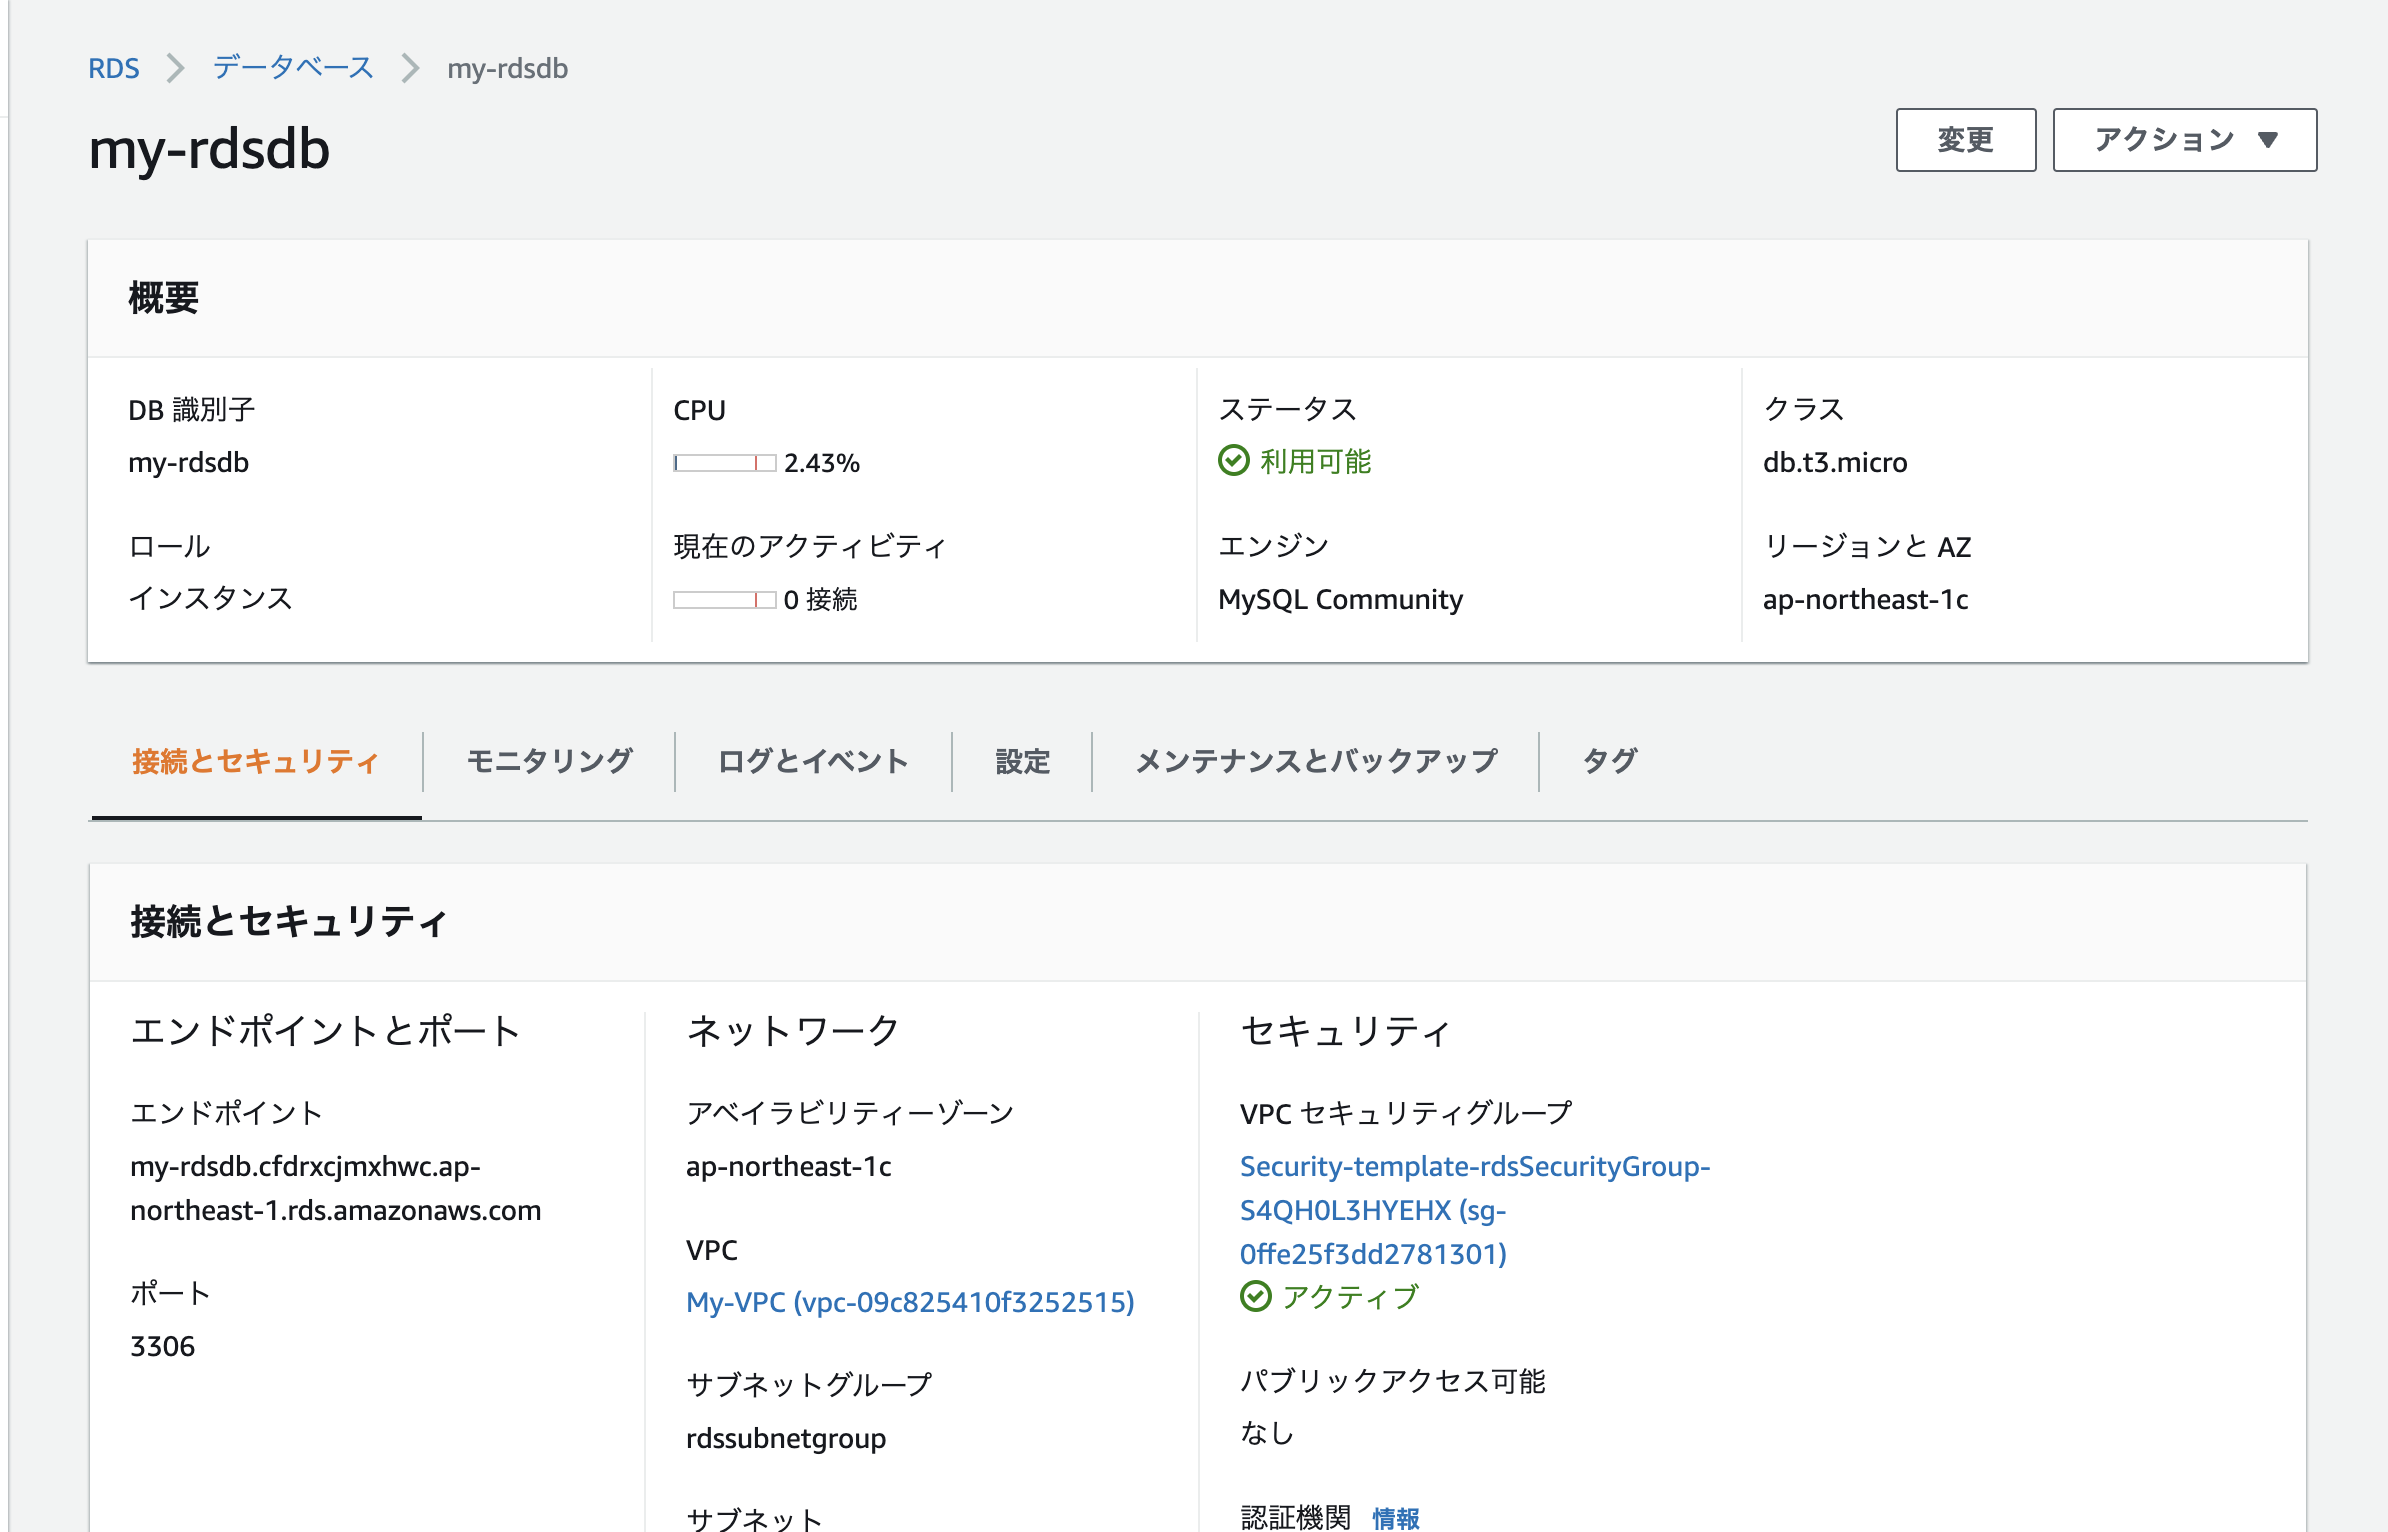 RDS > データベース > my-rdsdb
my-rdsdb
変更 アクション ▼
概要
DB 識別子
my-rdsdb
ロール
インスタンス
CPU
2.43%
現在のアクティビティ
0 接続
ステータス
利用可能
エンジン
MySQL Community
クラス
db.t3.micro
リージョンと AZ
ap-northeast-1c
接続とセキュリティ モニタリング ログとイベント 設定 メンテナンスとバックアップ タグ
接続とセキュリティ
エンドポイントとポート
エンドポイント
my-rdsdb.cfdrxcjmxhwc.ap-
northeast-1.rds.amazonaws.com
ポート
3306
ネットワーク
アベイラビリティーゾーン
ap-northeast-1c
VPC
My-VPC (vpc-09c825410f3252515)
サブネットグループ
rdssubnetgroup
サブネット
セキュリティ
VPC セキュリティグループ
Security-template-rdsSecurityGroup-
S4QH0L3HYEHX (sg-
0ffe25f3dd2781301)
アクティブ
パブリックアクセス可能
なし
認証機関 情報